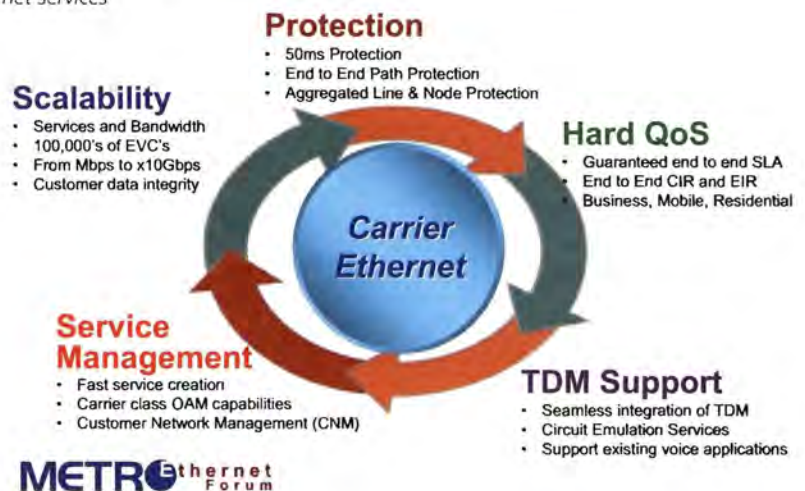 net services
Protection
• 50ms Protection
• End to End Path Protection
• Aggregated Line & Node Protection
Scalability
• Services and Bandwidth
• 100,000's of EVC's
• From Mbps to x10Gbps
• Customer data integrity
Hard QoS
• Guaranteed end to end SLA
• End to End CIR and EIR
• Business, Mobile, Residential
Carrier
Ethernet
Service
Management
• Fast service creation
• Carrier class OAM capabilities
• Customer Network Management (CNM)
TDM Support
• Seamless integration of TDM
• Circuit Emulation Services
• Support existing voice applications
METRO Ethernet
Forum